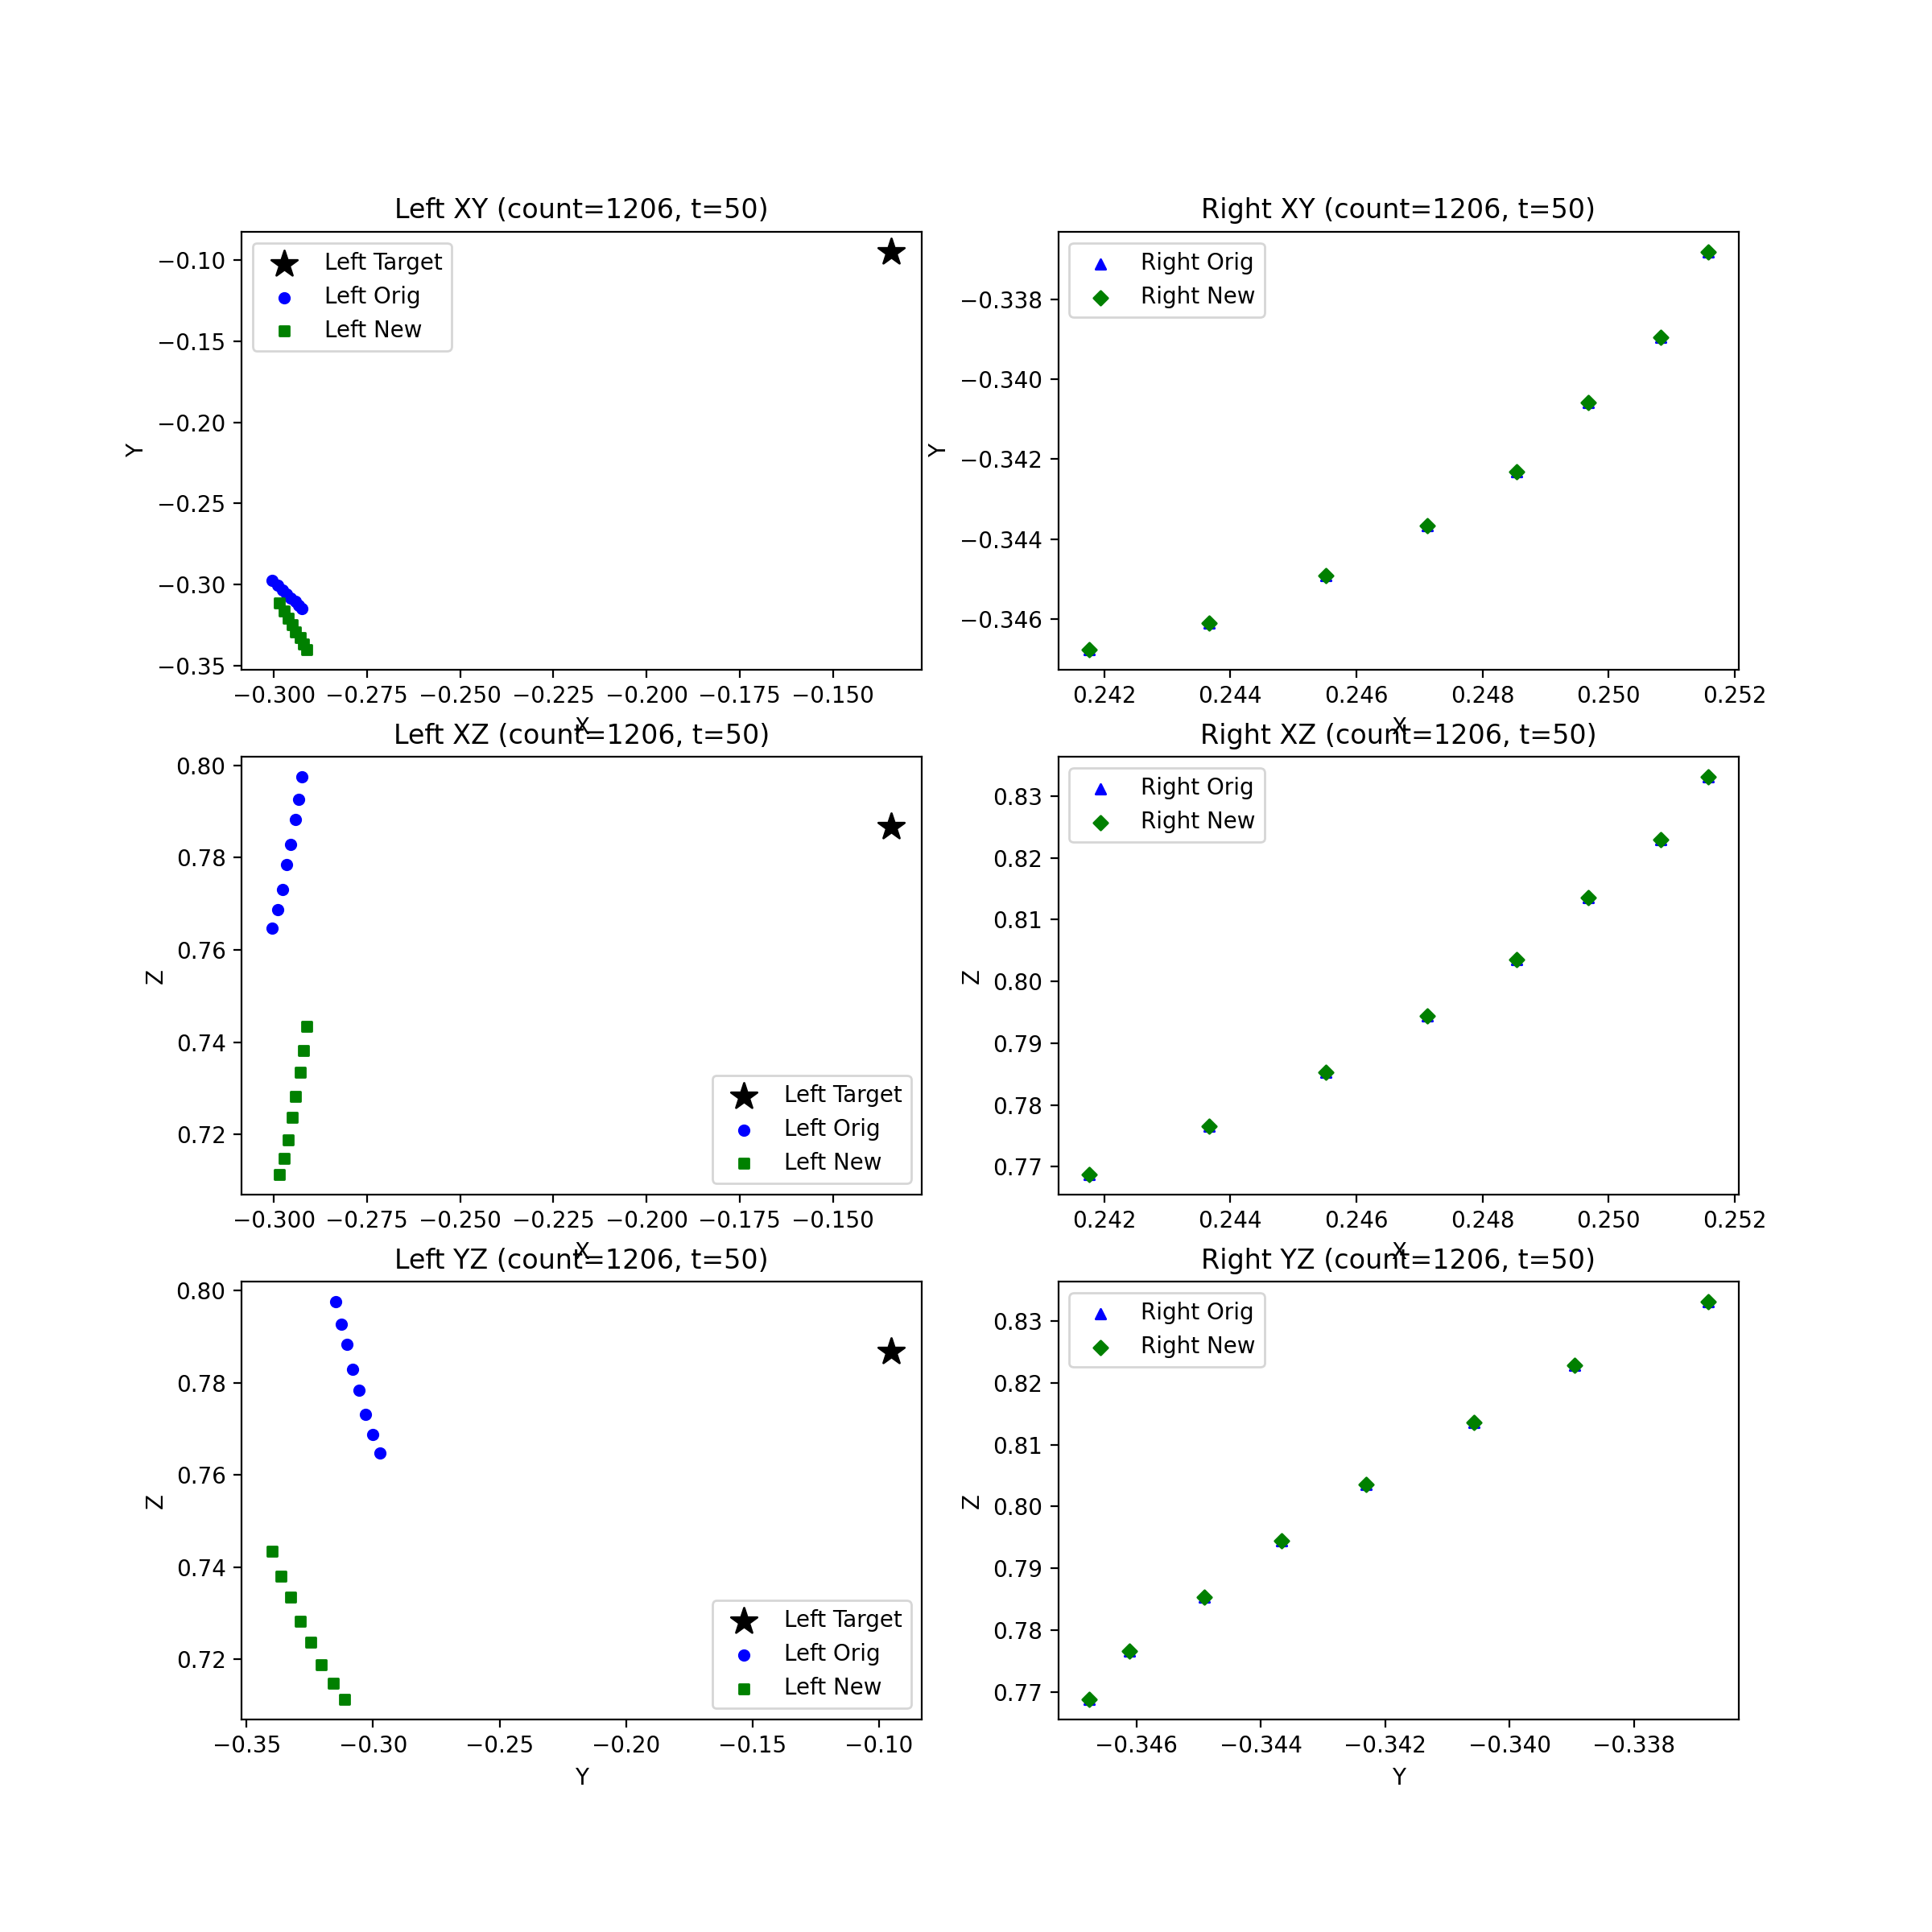 Left XY (count=1206, t=50)
Left Target
Left Orig
Left New
−0.10
−0.15
−0.20
−0.25
−0.30
−0.35
Y
−0.300
−0.275
−0.250
−0.225
−0.200
−0.175
−0.150
X
Right XY (count=1206, t=50)
Right Orig
Right New
−0.338
−0.340
−0.342
−0.344
−0.346
Y
0.242
0.244
0.246
0.248
0.250
0.252
X
Left XZ (count=1206, t=50)
0.80
0.78
0.76
0.74
0.72
Z
Left Target
Left Orig
Left New
−0.300
−0.275
−0.250
−0.225
−0.200
−0.175
−0.150
X
Right XZ (count=1206, t=50)
Right Orig
Right New
0.83
0.82
0.81
0.80
0.79
0.78
0.77
Z
0.242
0.244
0.246
0.248
0.250
0.252
X
Left YZ (count=1206, t=50)
0.80
0.78
0.76
0.74
0.72
Z
Left Target
Left Orig
Left New
−0.35
−0.30
−0.25
−0.20
−0.15
−0.10
Y
Right YZ (count=1206, t=50)
Right Orig
Right New
0.83
0.82
0.81
0.80
0.79
0.78
0.77
Z
−0.346
−0.344
−0.342
−0.340
−0.338
Y